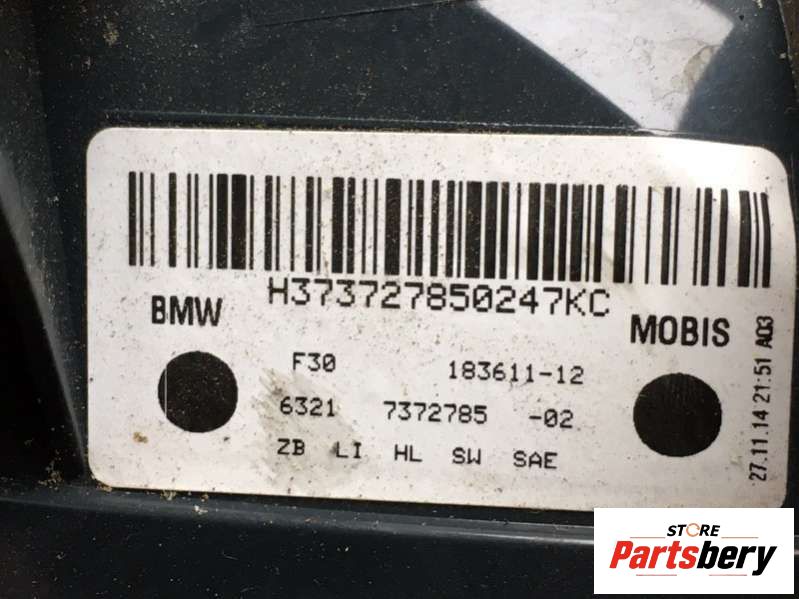 H373727850247KC
BMW
MOBIS
F30 183611-12
6321 7372785 -02
ZB LI HL SW SAE
27.11.14 21:51 A03
STORE
Partsbery